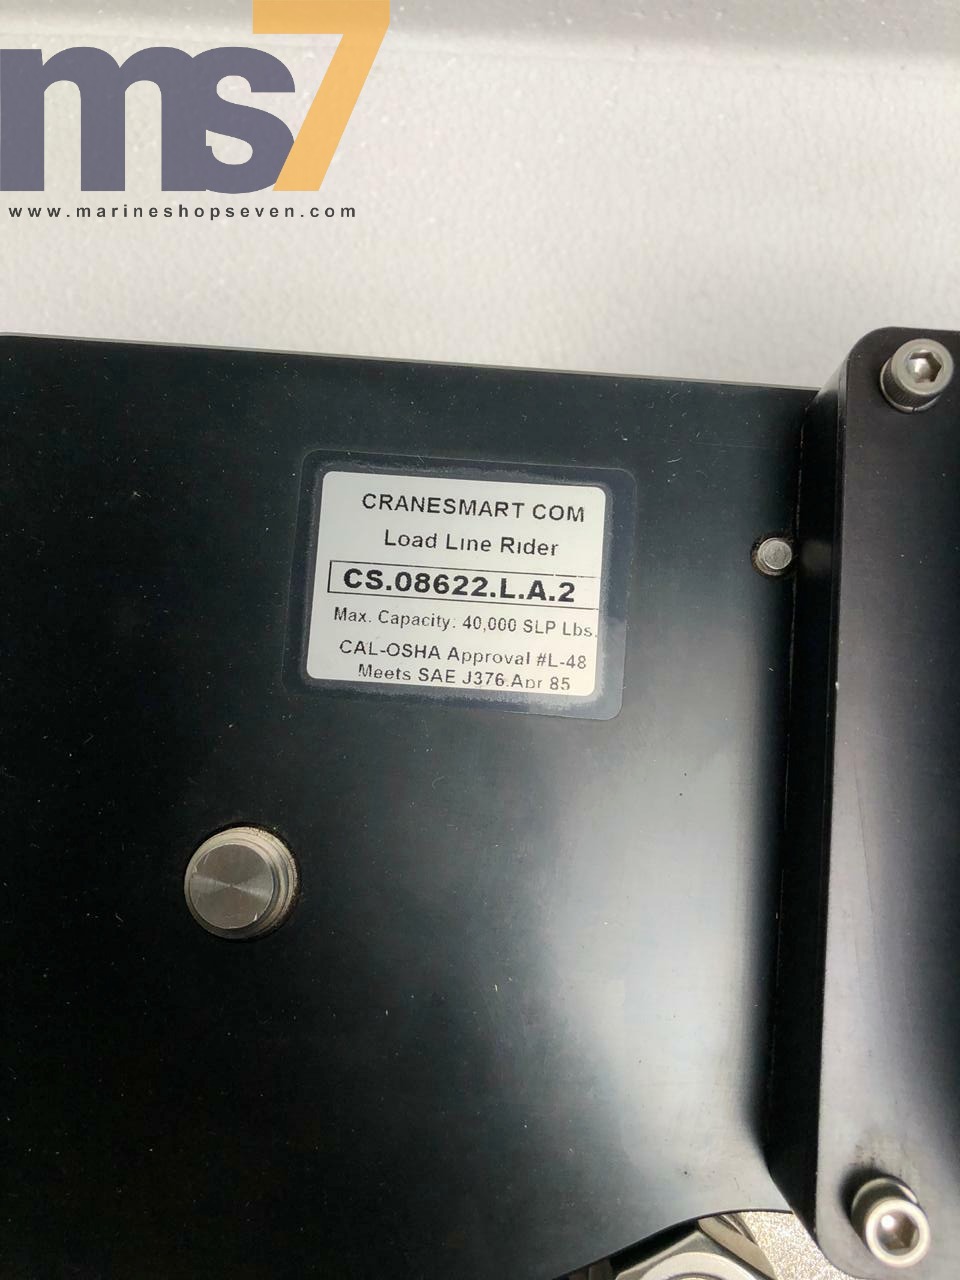 ms7
www.marineshopseven.com
CRANESMART COM
Load Line Rider
CS.08622.L.A.2
Max. Capacity: 40,000 SLP Lbs.
CAL-OSHA Approval #L-48
Meets SAE J376.Apr 85